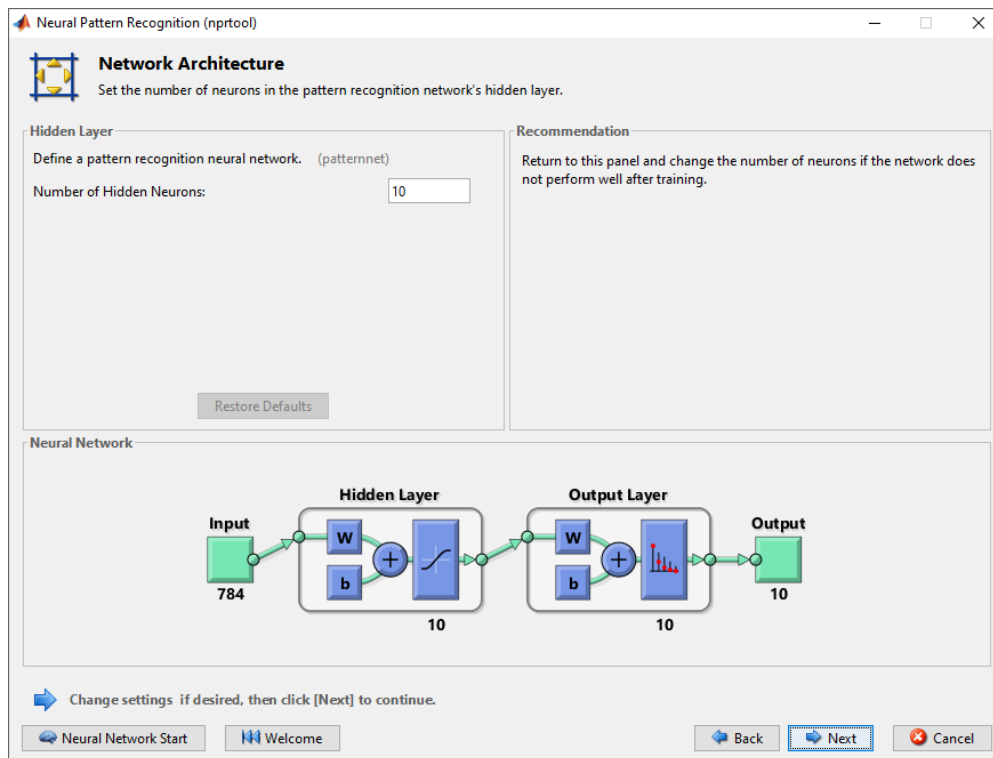 Neural Pattern Recognition (nprtool)
Network Architecture
Set the number of neurons in the pattern recognition network's hidden layer.
Hidden Layer
Define a pattern recognition neural network. (patternnet)
Number of Hidden Neurons: 10
Restore Defaults
Recommendation
Return to this panel and change the number of neurons if the network does
not perform well after training.
Neural Network
Hidden Layer
Output Layer
Input
Output
W
b
W
b
784
10
10
10
Change settings if desired, then click [Next] to continue.
Neural Network Start
Welcome
Back
Next
Cancel